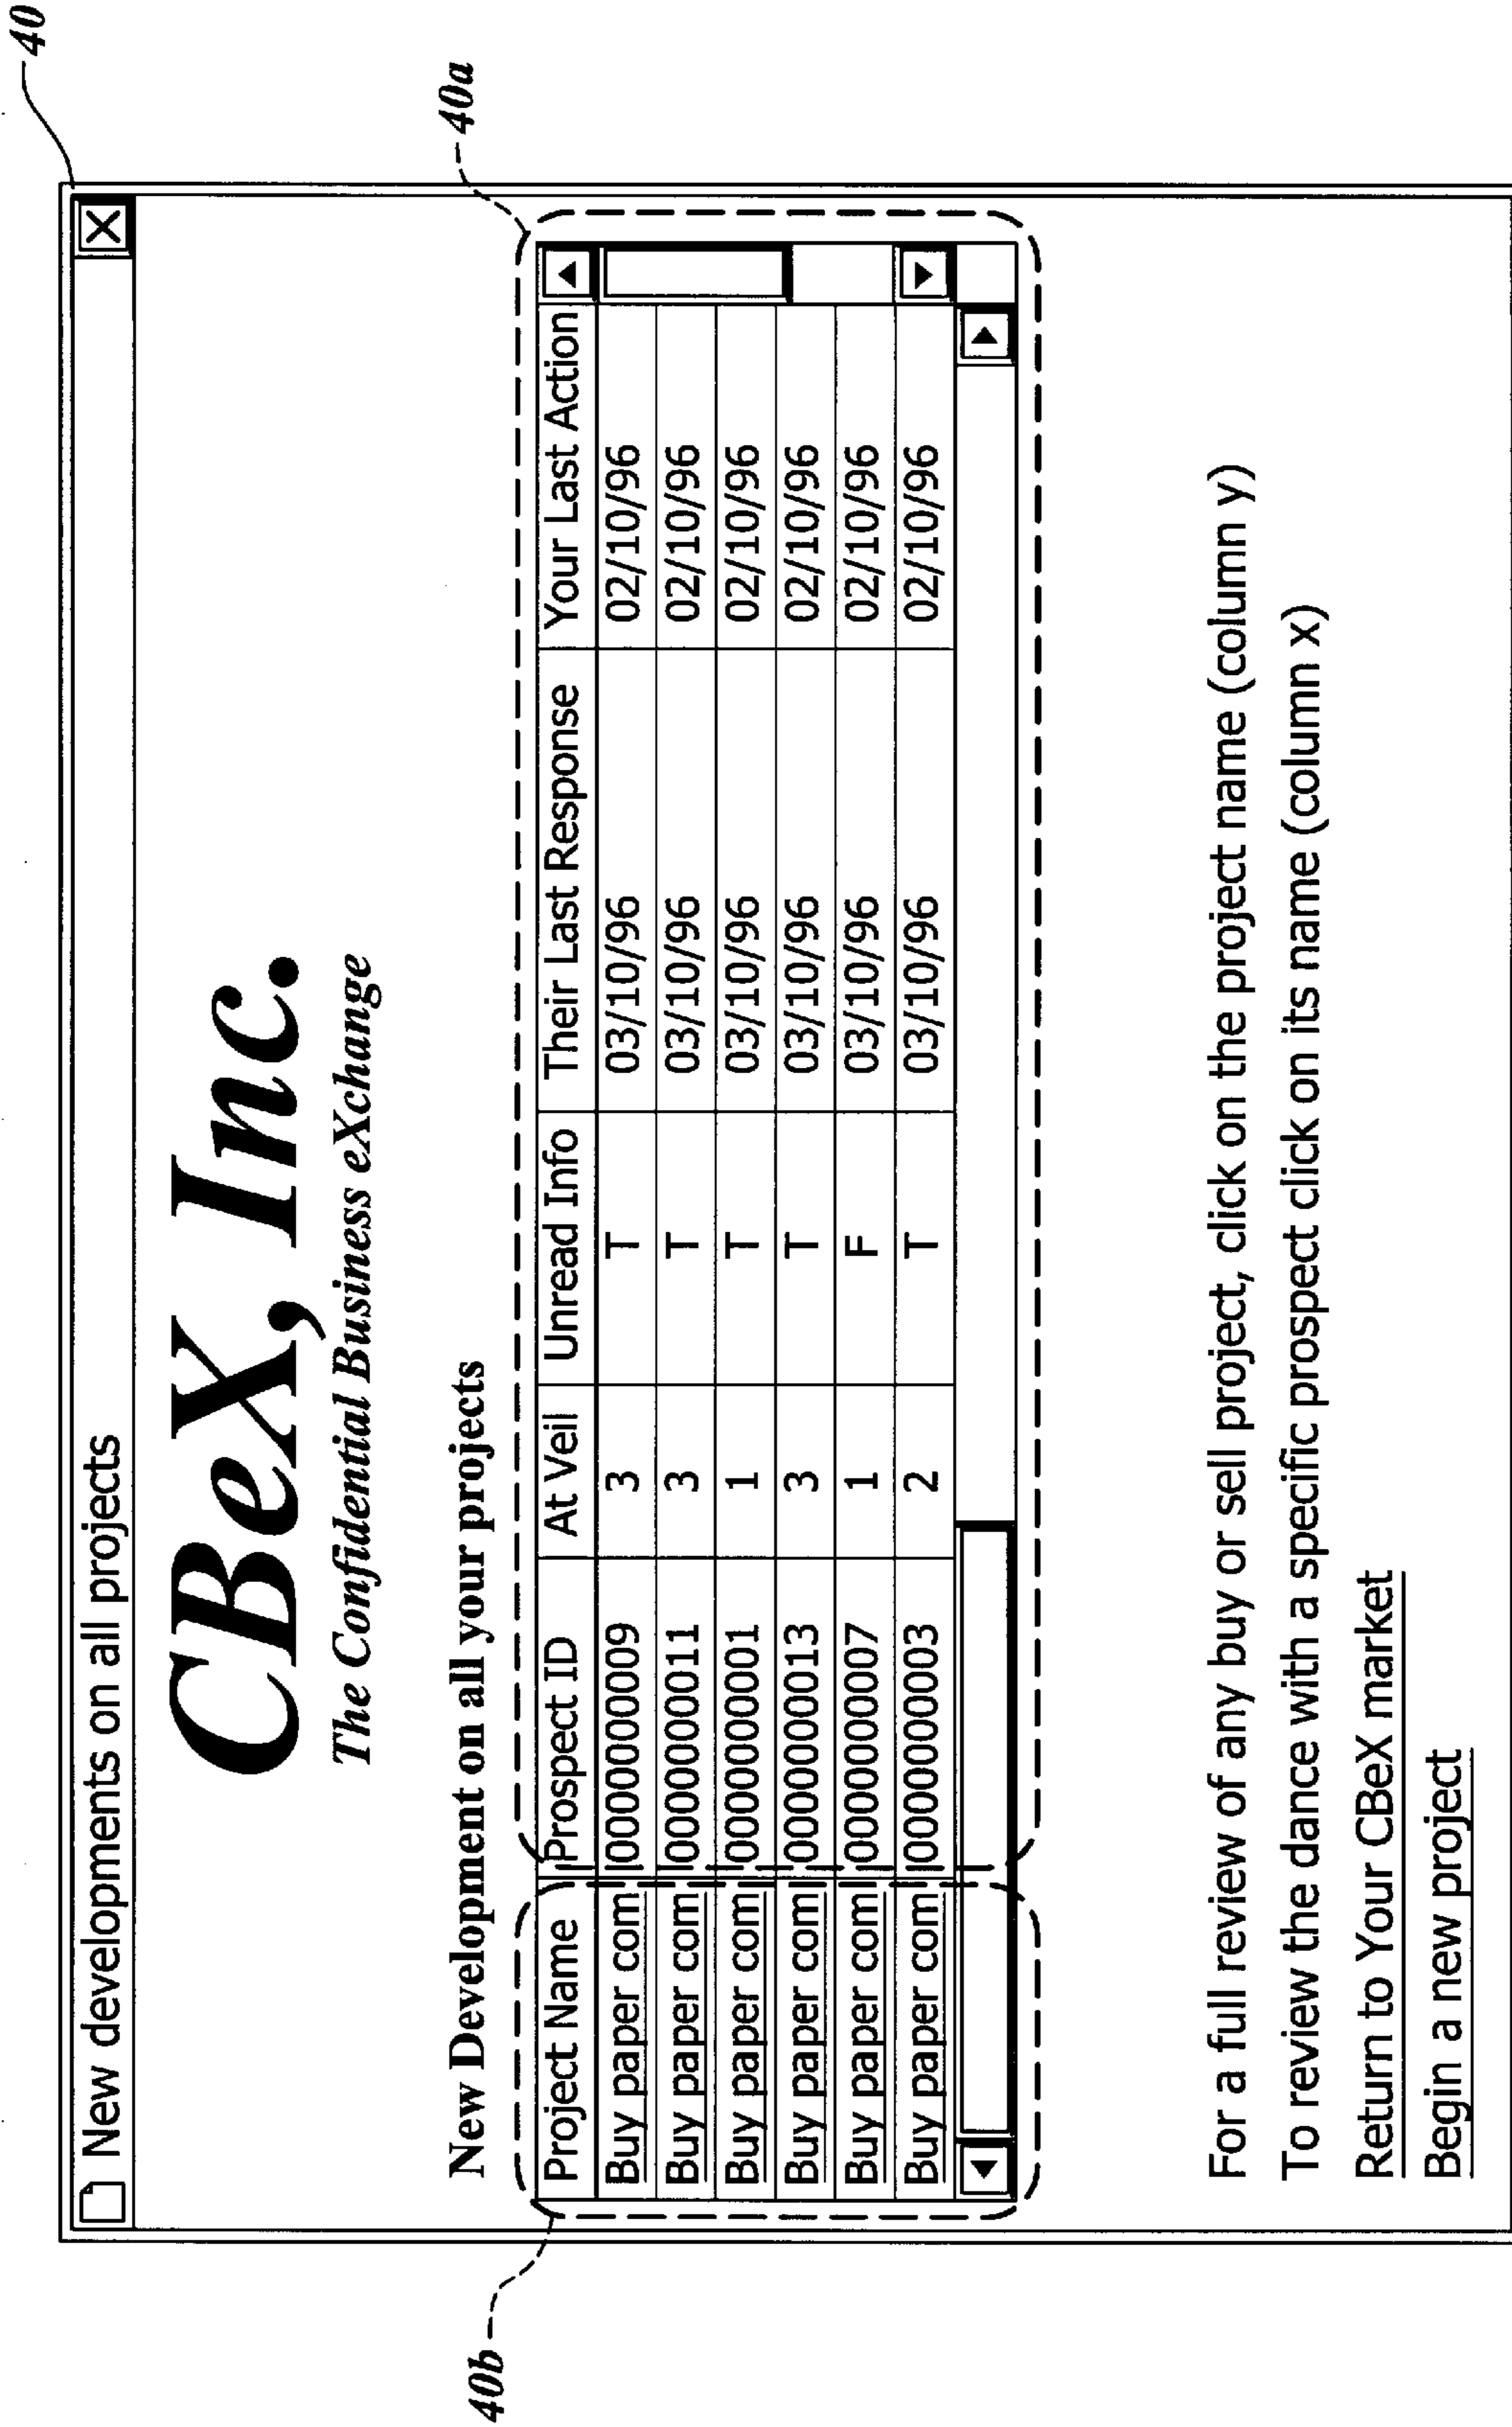 40
New developments on all projects
CBeX, Inc.
The Confidential Business eXchange
New Development on all your projects
40a
40b
Project Name Prospect ID At Veil Unread Info Their Last Response Your Last Action
Buy paper com 0000000009 3 T 03/10/96 02/10/96
Buy paper com 0000000011 3 T 03/10/96 02/10/96
Buy paper com 0000000001 1 T 03/10/96 02/10/96
Buy paper com 0000000013 3 T 03/10/96 02/10/96
Buy paper com 0000000007 1 F 03/10/96 02/10/96
Buy paper com 0000000003 2 T 03/10/96 02/10/96
For a full review of any buy or sell project, click on the project name (column y)
To review the dance with a specific prospect click on its name (column x)
Return to Your CBeX market
Begin a new project